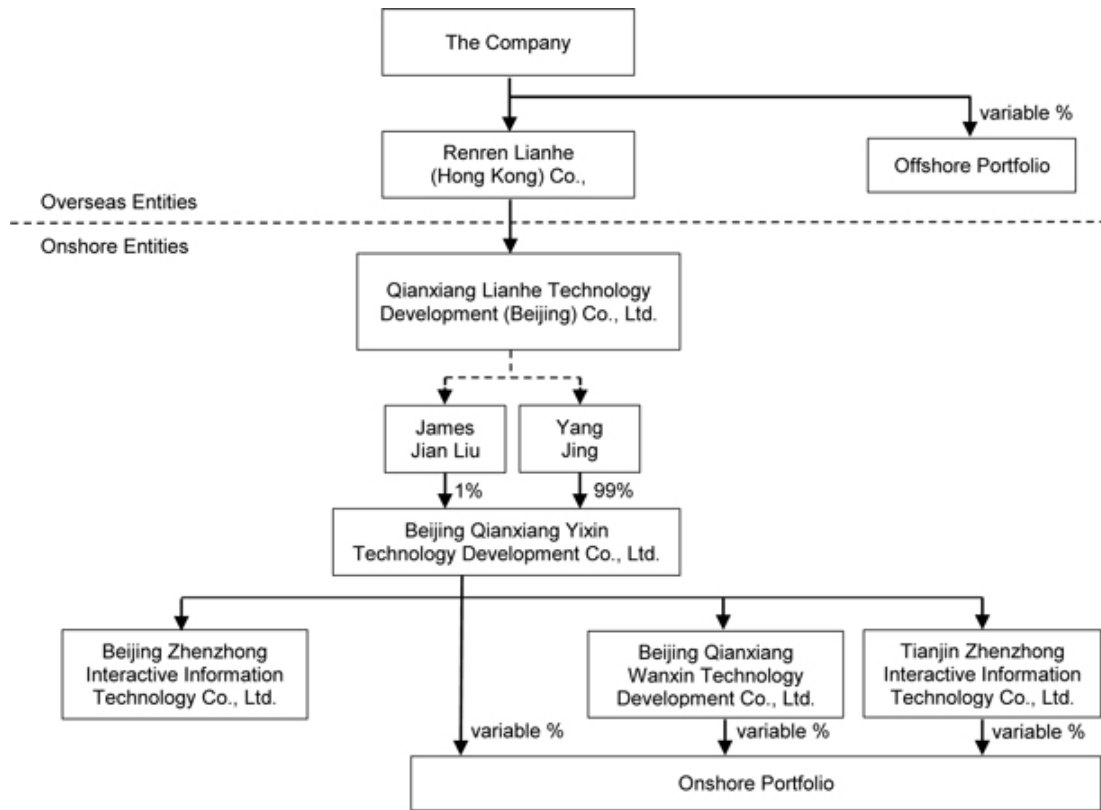 The Company
variable %
Renren Lianhe
(Hong Kong) Co.,
Offshore Portfolio
Overseas Entities
Onshore Entities
Qianxiang Lianhe Technology
Development (Beijing) Co., Ltd.
James
Jian Liu
Yang
Jing
1%
99%
Beijing Qianxiang Yixin
Technology Development Co., Ltd.
Beijing Zhenzhong
Interactive Information
Technology Co., Ltd.
Beijing Qianxiang
Wanxin Technology
Development Co., Ltd.
Tianjin Zhenzhong
Interactive Information
Technology Co., Ltd.
variable %
variable %
variable %
Onshore Portfolio